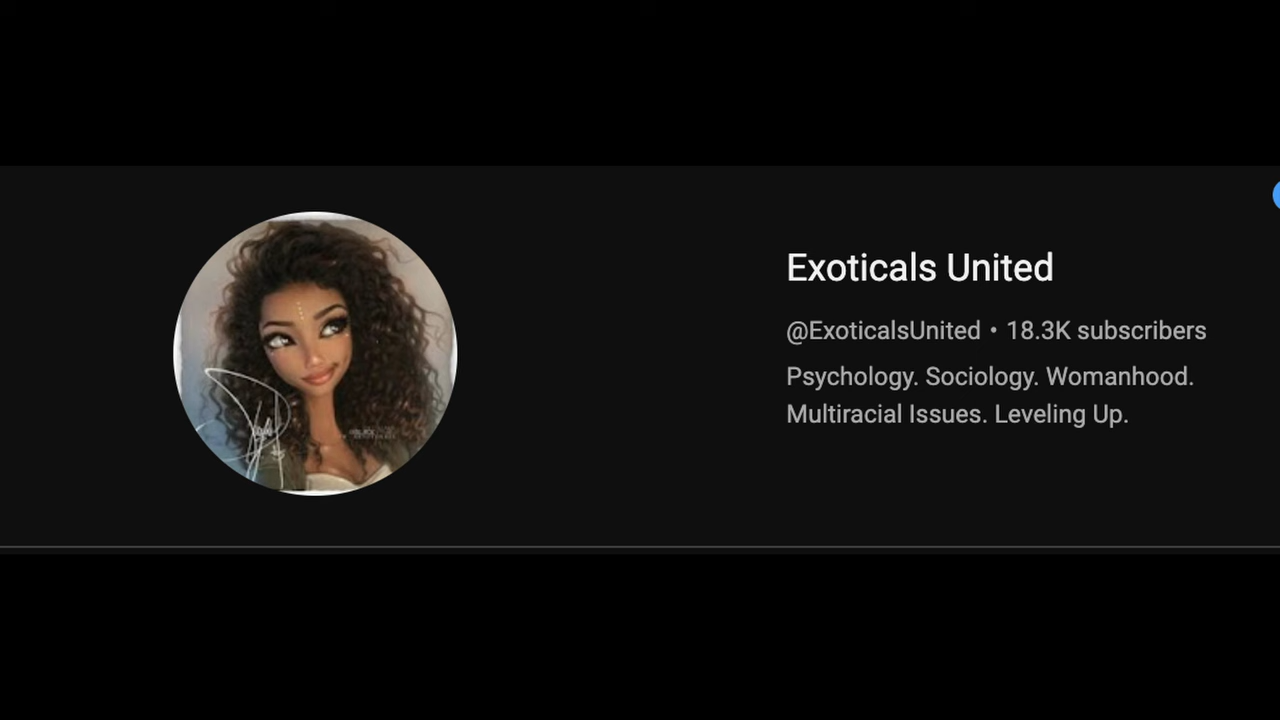 Exoticals United
@ExoticalsUnited • 18.3K subscribers
Psychology. Sociology. Womanhood.
Multiracial Issues. Leveling Up.